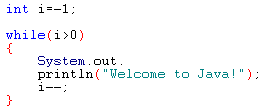 int i=-1;
while(i>0)
{
System.out.
println("Welcome to Java!");
i--;
}